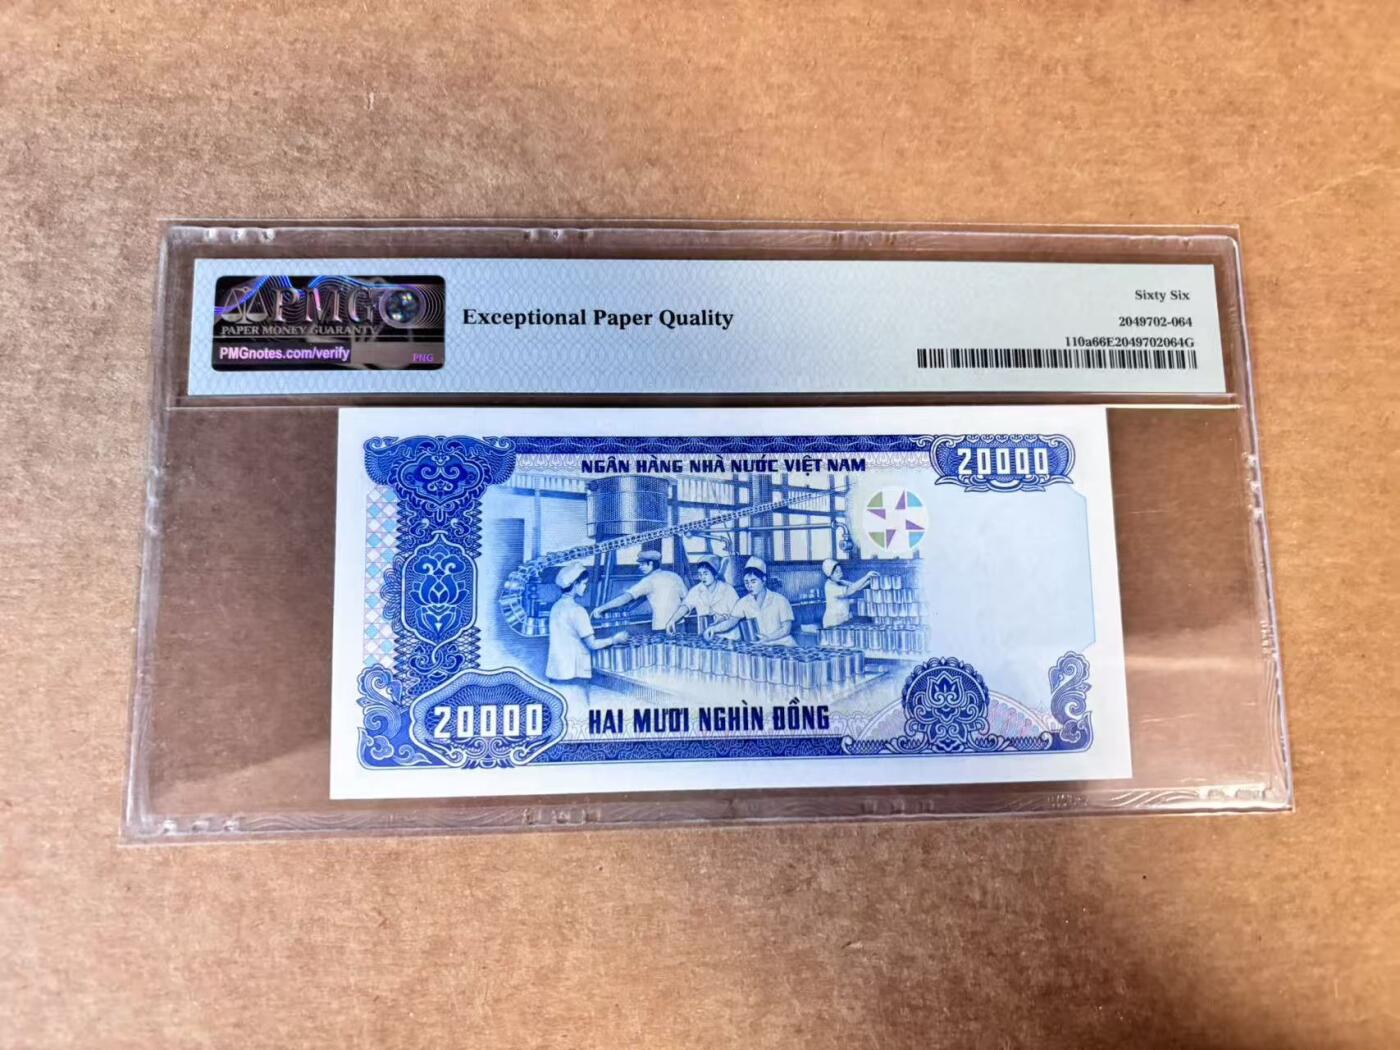 PMG
PAPER MONEY GUARANTY
PMGnotes.com/verify
PNG
Exceptional Paper Quality
Sixty Six
2049702-064
110a66E2049702064G
NGÂN HÀNG NHÀ NƯỚC VIỆT NAM
20000
20000
HAI MƯƠI NGHÌN ĐỒNG